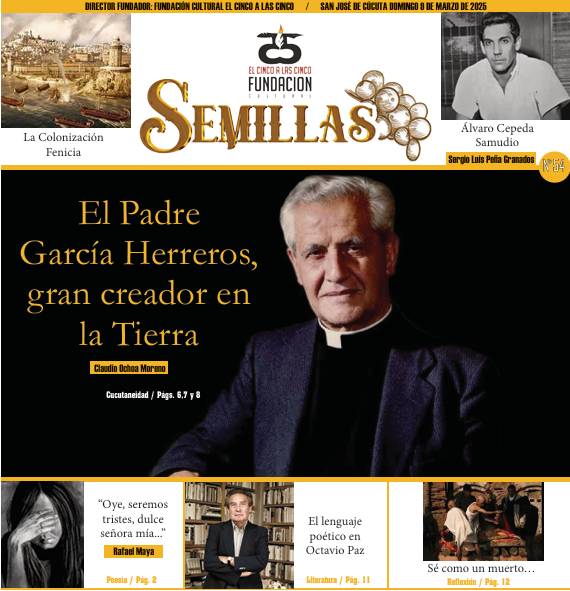 DIRECTOR FUNDADOR: FUNDACIÓN CULTURAL EL CINCO A LAS CINCO / SAN JOSÉ DE CÚCUTA DOMINGO 9 DE MARZO DE 2025
EL CINCO A LAS CINCO
FUNDACION
CULTURAL
SEMILLAS
La Colonización
Fenicia
Álvaro Cepeda
Samudio
Sergio Luis Peña Granados
N°54
El Padre
García Herreros,
gran creador en
la Tierra
Claudio Ochoa Moreno
Cucutaneidad / Págs. 6,7 y 8
“Oye, seremos
tristes, dulce
señora mía...”
Rafael Maya
Poesía / Pág. 2
El lenguaje
poético en
Octavio Paz
Literatura / Pág. 11
Sé como un muerto…
Reflexión / Pág. 12